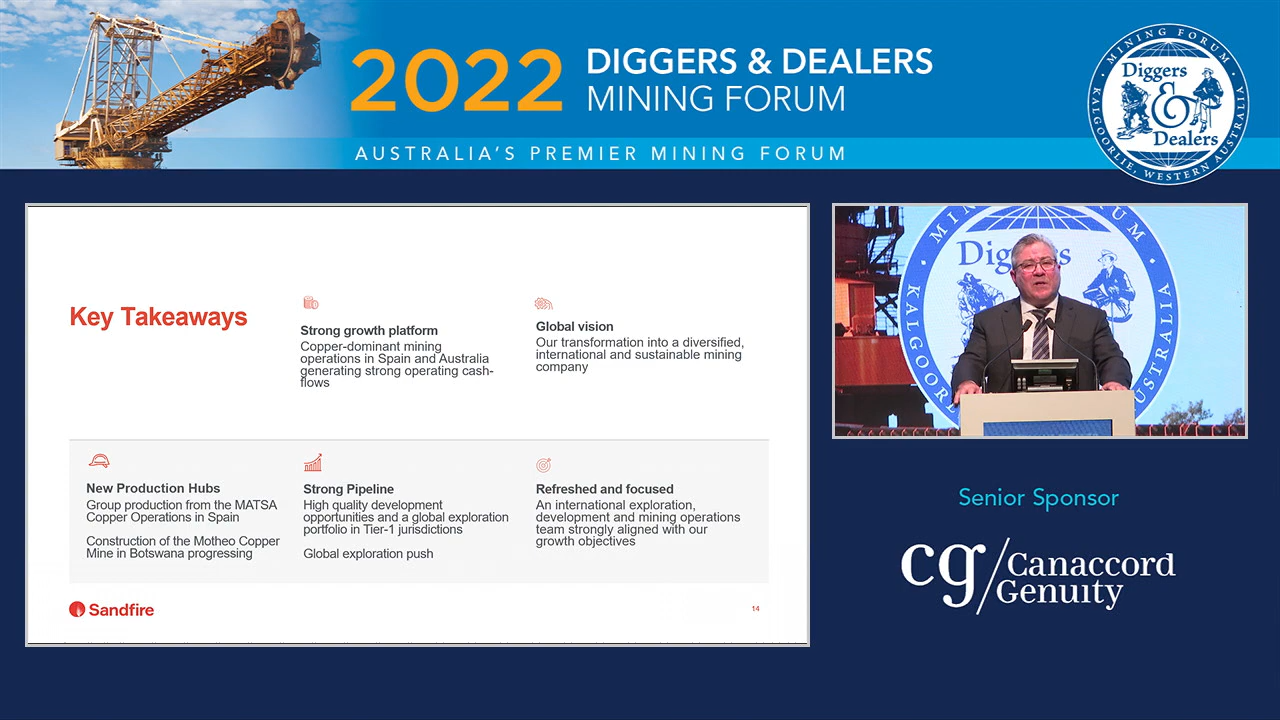 2022
DIGGERS & DEALERS
MINING FORUM
AUSTRALIA'S PREMIER MINING FORUM
• MINING FORUM •
KALGOORLIE, WESTERN AUSTRALIA
Diggers
&
Dealers
Key Takeaways
Strong growth platform
Copper-dominant mining
operations in Spain and Australia
generating strong operating cash-
flows
Global vision
Our transformation into a diversified,
international and sustainable mining
company
New Production Hubs
Group production from the MATSA
Copper Operations in Spain
Construction of the Motheo Copper
Mine in Botswana progressing
Strong Pipeline
High quality development
opportunities and a global exploration
portfolio in Tier-1 jurisdictions
Global exploration push
Refreshed and focused
An international exploration,
development and mining operations
team strongly aligned with our
growth objectives
Sandfire
14
Diggers
Senior Sponsor
cg/Canaccord
Genuity